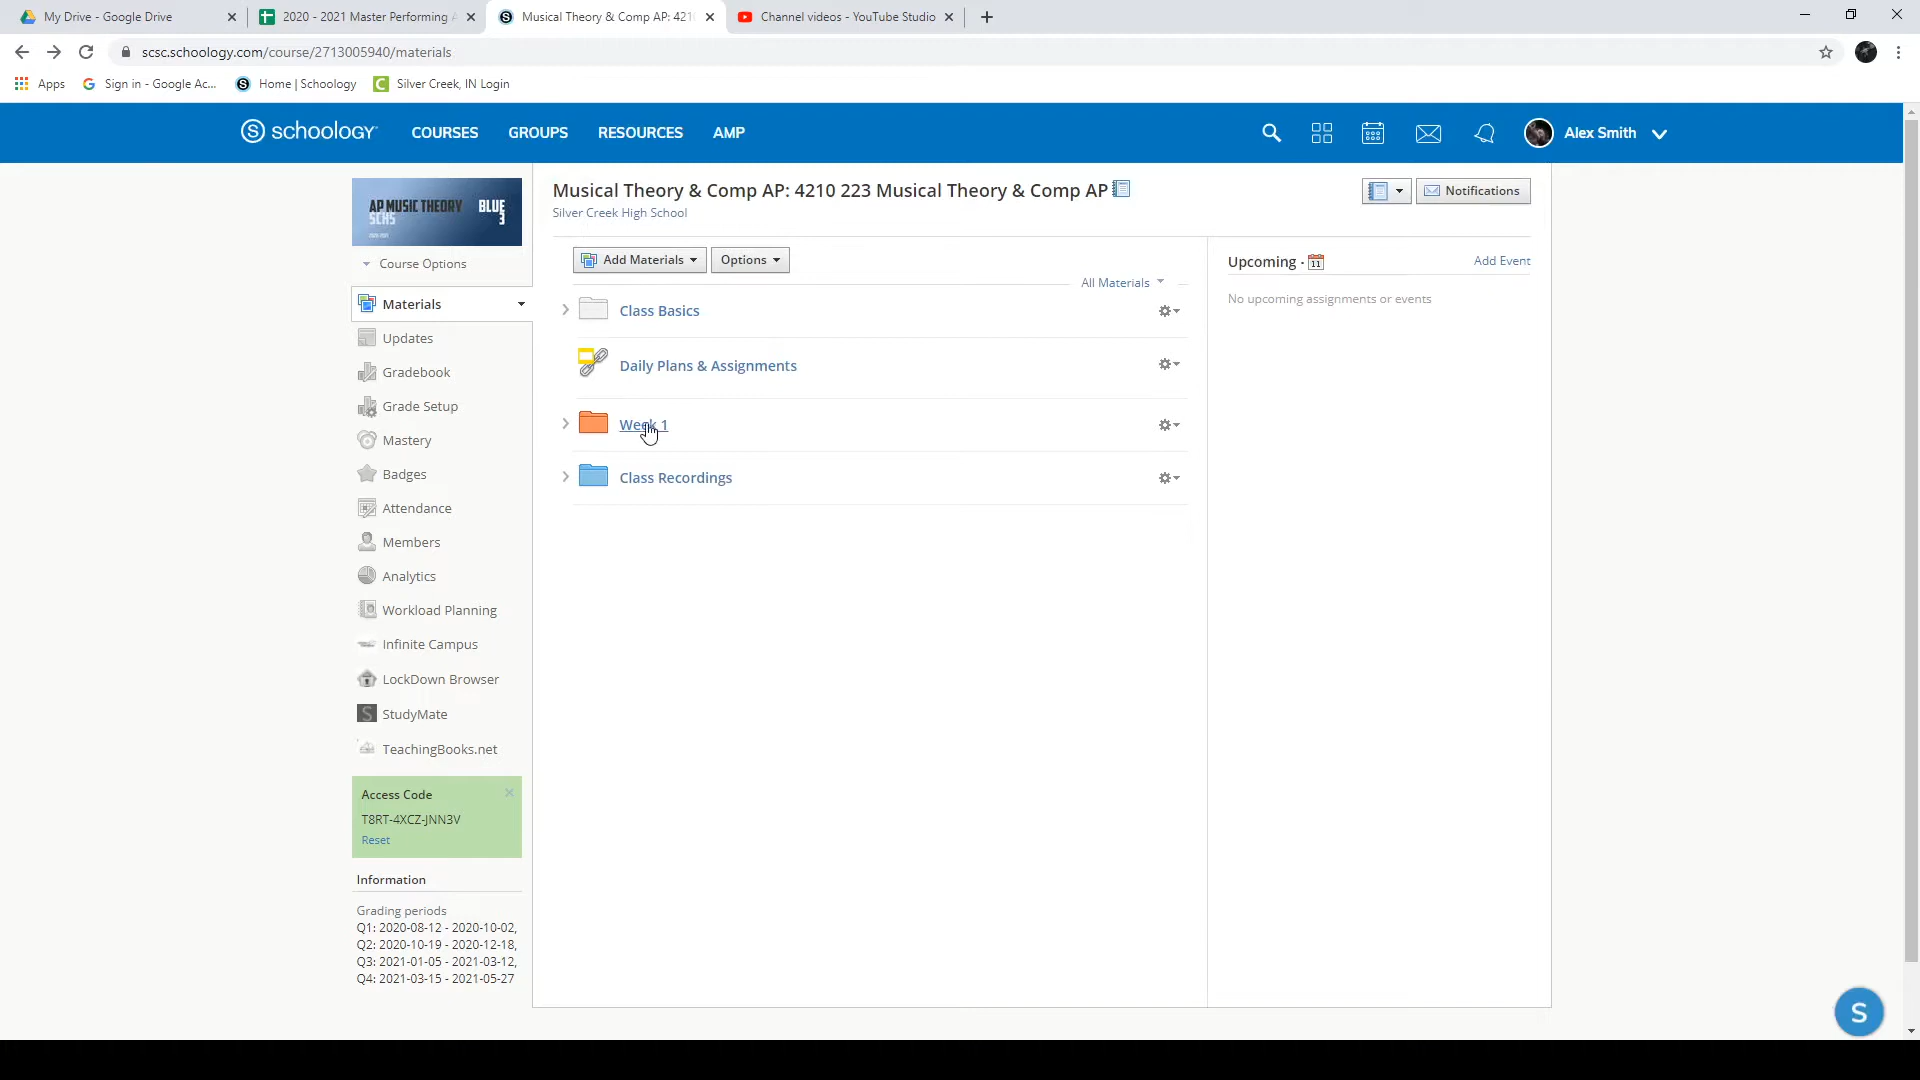 My Drive - Google Drive
2020 - 2021 Master Performing A
Musical Theory & Comp AP: 421
Channel videos - YouTube Studio
scsc.schoology.com/course/2713005940/materials
Apps
Sign in - Google Ac...
Home | Schoology
Silver Creek, IN Login
schoology
COURSES
GROUPS
RESOURCES
AMP
Alex Smith
AP MUSIC THEORY
SCHS
BLUE
3
Musical Theory & Comp AP: 4210 223 Musical Theory & Comp AP
Silver Creek High School
Notifications
Course Options
Materials
Updates
Gradebook
Grade Setup
Mastery
Badges
Attendance
Members
Analytics
Workload Planning
Infinite Campus
LockDown Browser
StudyMate
TeachingBooks.net
Access Code
T8RT-4XCZ-JNN3V
Reset
Information
Grading periods
Q1: 2020-08-12 - 2020-10-02,
Q2: 2020-10-19 - 2020-12-18,
Q3: 2021-01-05 - 2021-03-12,
Q4: 2021-03-15 - 2021-05-27
Add Materials
Options
All Materials
Class Basics
Daily Plans & Assignments
Week 1
Class Recordings
Upcoming · 11
Add Event
No upcoming assignments or events
S